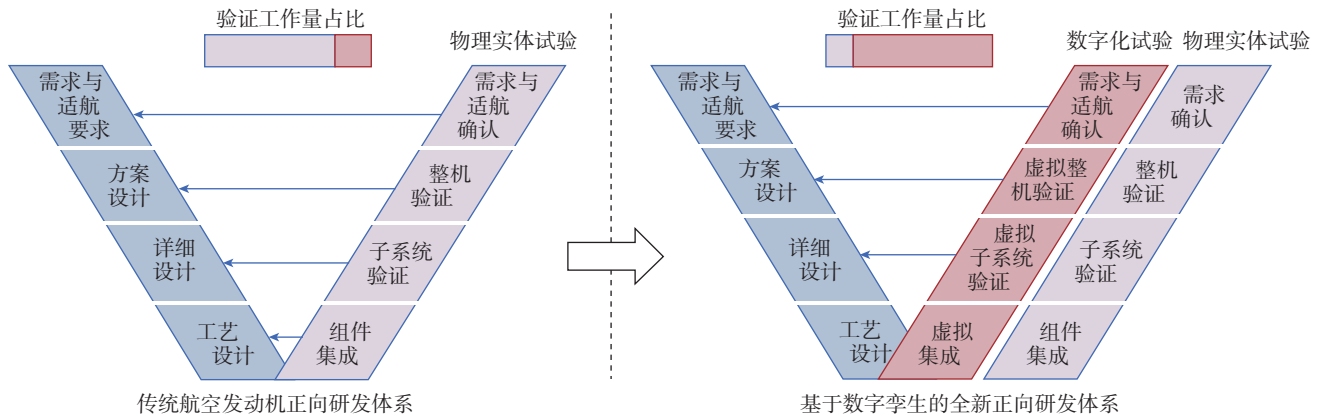 验证工作量占比
物理实体试验
需求与
适航
要求
需求与
适航
确认
方案
设计
整机
验证
详细
设计
子系统
验证
工艺
设计
组件
集成
传统航空发动机正向研发体系
验证工作量占比
数字化试验
物理实体试验
需求与
适航
要求
需求与
适航
确认
需求
确认
方案
设计
虚拟整
机验证
整机
验证
详细
设计
虚拟
子系统
验证
子系统
验证
工艺
设计
虚拟
集成
组件
集成
基于数字孪生的全新正向研发体系